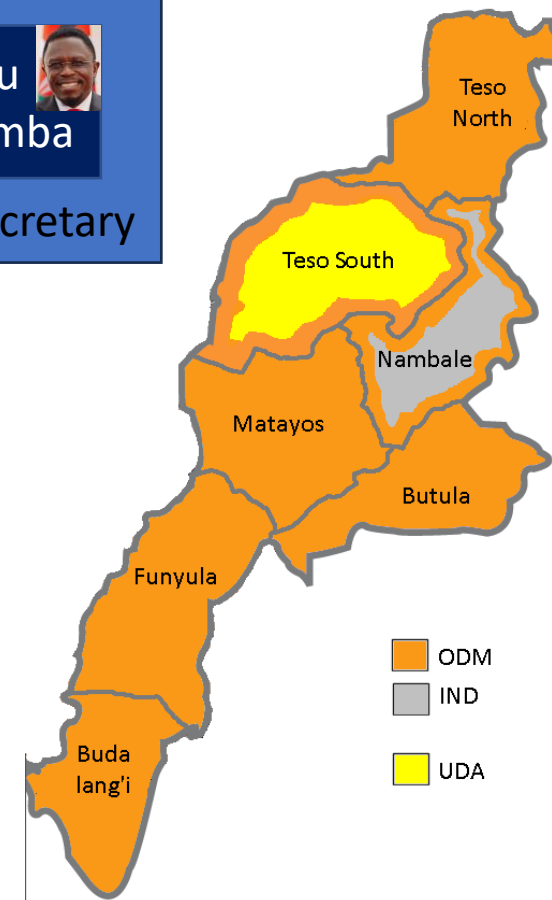 u
mba
cretary
Teso
North
Teso South
Nambale
Matayos
Butula
Funyula
Buda
lang'i
ODM
IND
UDA